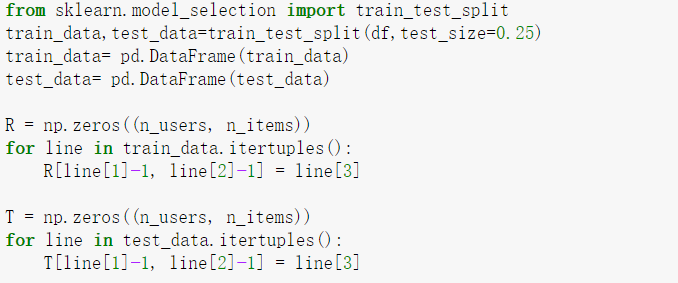 from sklearn.model_selection import train_test_split
train_data,test_data=train_test_split(df,test_size=0.25)
train_data= pd.DataFrame(train_data)
test_data= pd.DataFrame(test_data)

R = np.zeros((n_users, n_items))
for line in train_data.itertuples():
    R[line[1]-1, line[2]-1] = line[3]

T = np.zeros((n_users, n_items))
for line in test_data.itertuples():
    T[line[1]-1, line[2]-1] = line[3]